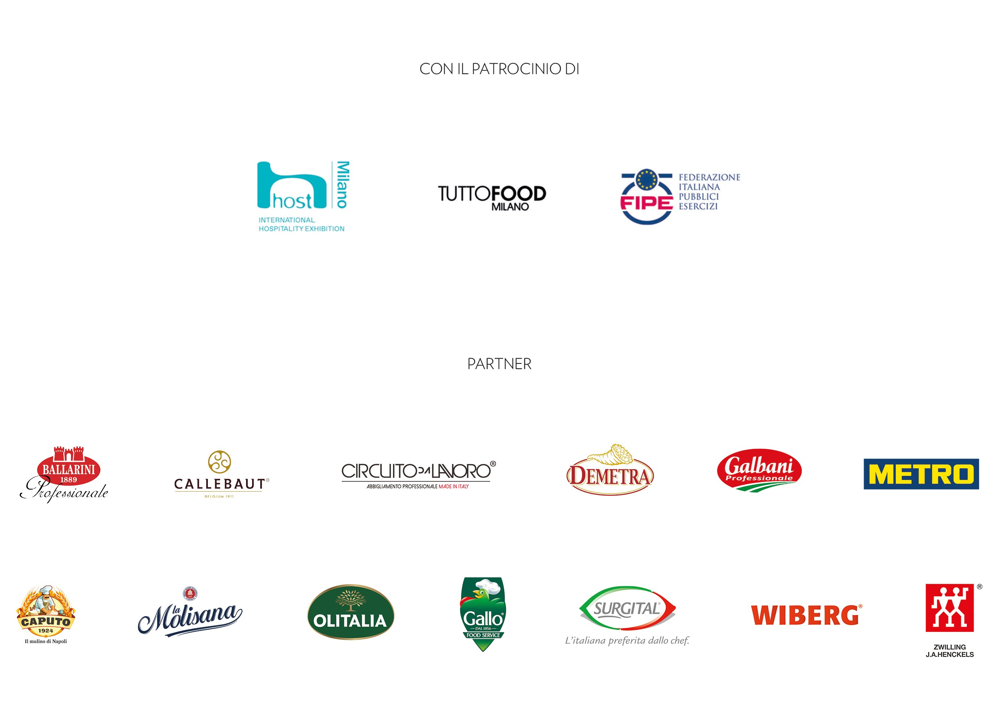 CON IL PATROCINIO DI
host
Milano
INTERNATIONAL
HOSPITALITY EXHIBITION
TUTTOFOOD
MILANO
FIPE
FEDERAZIONE
ITALIANA
PUBBLICI
ESERCIZI
PARTNER
BALLARINI
1889
Professionale
CALLEBAUT®
BELGIUM 1911
CIRCUITO DA LAVORO®
ABBIGLIAMENTO PROFESSIONALE MADE IN ITALY
DEMETRA
Galbani
Professionale
METRO
CAPUTO
1924
Il mulino di Napoli
la
Molisana
OLITALIA
Gallo®
DAL 1856
FOOD SERVICE
SURGITAL®
L'italiana preferita dallo chef.
WIBERG®
®
ZWILLING
J.A.HENCKELS